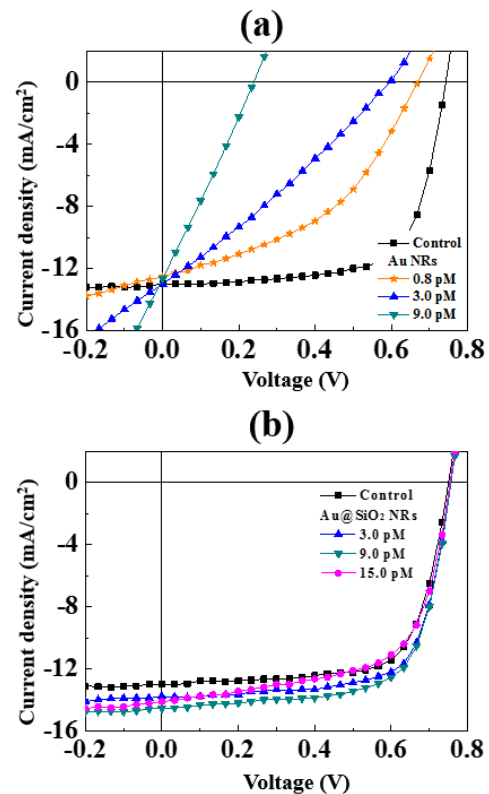 (a)
Current density (mA/cm²)
0
-4
-8
-12
-16
Control
Au NRs
0.8 pM
3.0 pM
9.0 pM
-0.2 0.0 0.2 0.4 0.6 0.8
Voltage (V)
(b)
Current density (mA/cm²)
0
-4
-8
-12
-16
Control
Au@SiO₂ NRs
3.0 pM
9.0 pM
15.0 pM
-0.2 0.0 0.2 0.4 0.6 0.8
Voltage (V)